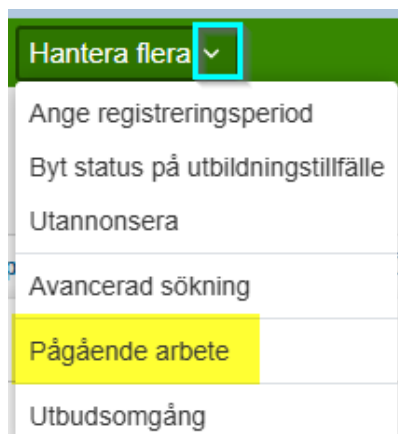 Hantera flera
Ange registreringsperiod
Byt status på utbildningstillfälle
Utannonsera
Avancerad sökning
Pågående arbete
Utbudsomgång